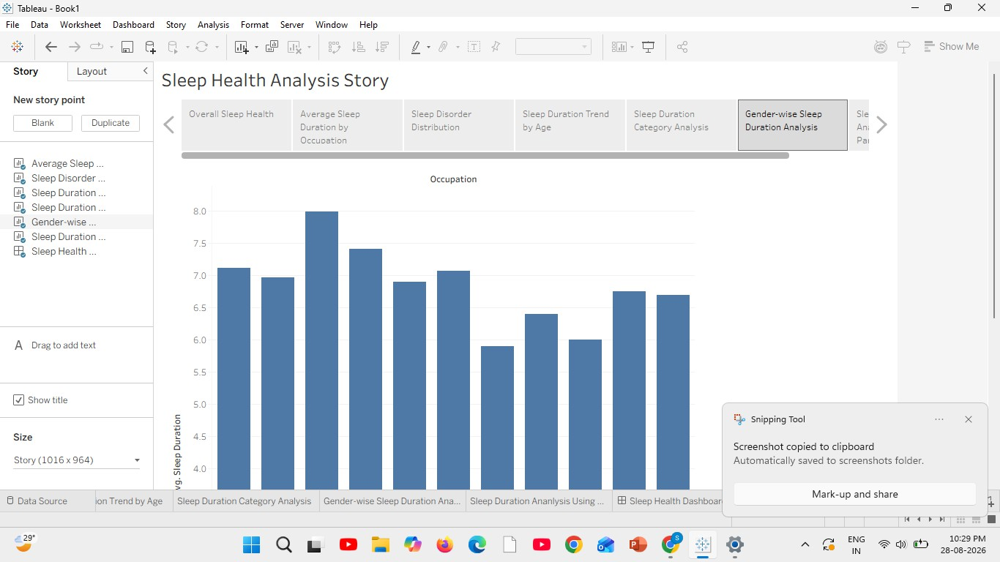 Tableau - Book1
File Data Worksheet Dashboard Story Analysis Format Server Window Help
Show Me
Story Layout
New story point
Blank Duplicate
Average Sleep ...
Sleep Disorder ...
Sleep Duration ...
Sleep Duration ...
Gender-wise ...
Sleep Duration ...
Sleep Health ...
A Drag to add text
Show title
Size
Story (1016 x 964)
Sleep Health Analysis Story
Overall Sleep Health
Average Sleep
Duration by
Occupation
Sleep Disorder
Distribution
Sleep Duration Trend
by Age
Sleep Duration
Category Analysis
Gender-wise Sleep
Duration Analysis
Sle
Ana
Par
Occupation
8.0
7.5
7.0
6.5
6.0
5.5
5.0
4.5
4.0
vg. Sleep Duration
Snipping Tool
Screenshot copied to clipboard
Automatically saved to screenshots folder.
Mark-up and share
Data Source ion Trend by Age Sleep Duration Category Analysis Gender-wise Sleep Duration Ana... Sleep Duration Ananlysis Using ... Sleep Health Dashboar
29°
S
ENG
IN
10:29 PM
28-08-2026